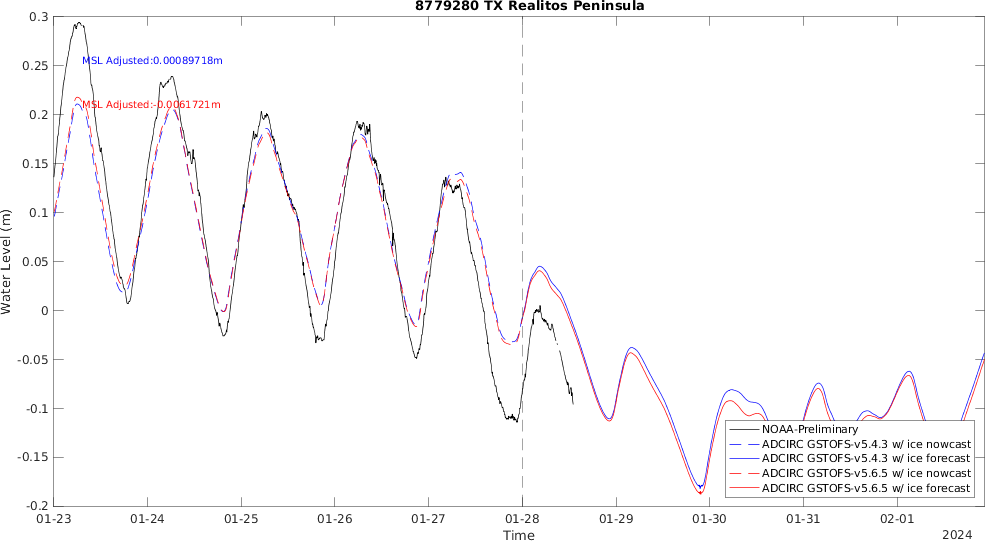 8779280 TX Realitos Peninsula
Water Level (m)
0.3
0.25
0.2
0.15
0.1
0.05
0
-0.05
-0.1
-0.15
-0.2
MSL Adjusted:0.00089718m
MSL Adjusted:-0.0061721m
NOAA-Preliminary
ADCIRC GSTOFS-v5.4.3 w/ ice nowcast
ADCIRC GSTOFS-v5.4.3 w/ ice forecast
ADCIRC GSTOFS-v5.6.5 w/ ice nowcast
ADCIRC GSTOFS-v5.6.5 w/ ice forecast
01-23 01-24 01-25 01-26 01-27 01-28 01-29 01-30 01-31 02-01
Time
2024